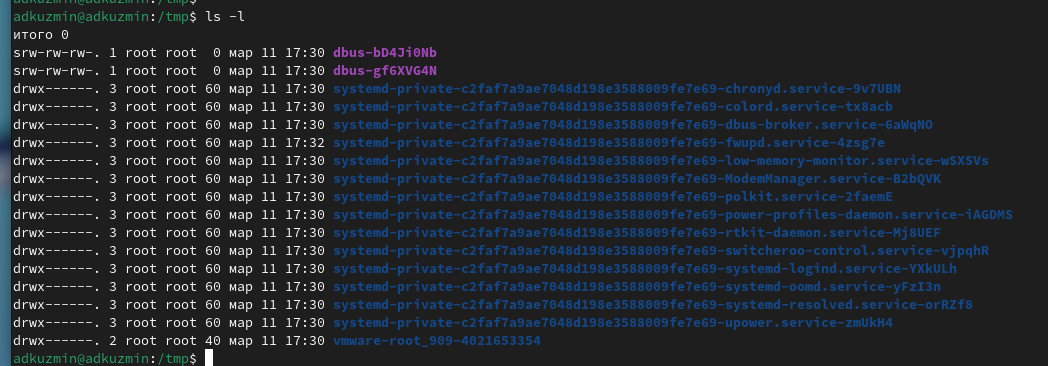 adkuzmin@adkuzmin:/tmp$
adkuzmin@adkuzmin:/tmp$ ls -l
итого 0
srw-rw-rw-. 1 root root  0 мар 11 17:30 dbus-bD4Ji0Nb
srw-rw-rw-. 1 root root  0 мар 11 17:30 dbus-gf6XVG4N
drwx------. 3 root root 60 мар 11 17:30 systemd-private-c2faf7a9ae7048d198e3588009fe7e69-chronyd.service-9v7UBN
drwx------. 3 root root 60 мар 11 17:30 systemd-private-c2faf7a9ae7048d198e3588009fe7e69-colord.service-tx8acb
drwx------. 3 root root 60 мар 11 17:30 systemd-private-c2faf7a9ae7048d198e3588009fe7e69-dbus-broker.service-6aWqNO
drwx------. 3 root root 60 мар 11 17:32 systemd-private-c2faf7a9ae7048d198e3588009fe7e69-fwupd.service-4zsg7e
drwx------. 3 root root 60 мар 11 17:30 systemd-private-c2faf7a9ae7048d198e3588009fe7e69-low-memory-monitor.service-wSXSVs
drwx------. 3 root root 60 мар 11 17:30 systemd-private-c2faf7a9ae7048d198e3588009fe7e69-ModemManager.service-B2bQVK
drwx------. 3 root root 60 мар 11 17:30 systemd-private-c2faf7a9ae7048d198e3588009fe7e69-polkit.service-2faemE
drwx------. 3 root root 60 мар 11 17:30 systemd-private-c2faf7a9ae7048d198e3588009fe7e69-power-profiles-daemon.service-iAGDMS
drwx------. 3 root root 60 мар 11 17:30 systemd-private-c2faf7a9ae7048d198e3588009fe7e69-rtkit-daemon.service-Mj8UEF
drwx------. 3 root root 60 мар 11 17:30 systemd-private-c2faf7a9ae7048d198e3588009fe7e69-switcheroo-control.service-vjpqhR
drwx------. 3 root root 60 мар 11 17:30 systemd-private-c2faf7a9ae7048d198e3588009fe7e69-systemd-logind.service-YXkULh
drwx------. 3 root root 60 мар 11 17:30 systemd-private-c2faf7a9ae7048d198e3588009fe7e69-systemd-oomd.service-yFzI3n
drwx------. 3 root root 60 мар 11 17:30 systemd-private-c2faf7a9ae7048d198e3588009fe7e69-systemd-resolved.service-orRZf8
drwx------. 3 root root 60 мар 11 17:30 systemd-private-c2faf7a9ae7048d198e3588009fe7e69-upower.service-zmUkH4
drwx------. 2 root root 40 мар 11 17:30 vmware-root_909-4021653354
adkuzmin@adkuzmin:/tmp$